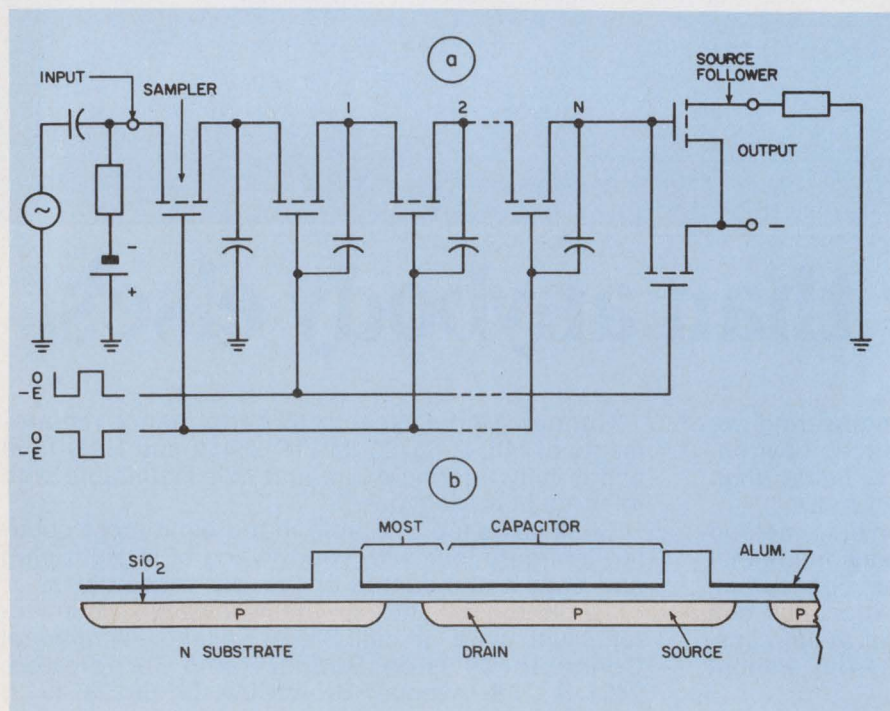 a
INPUT
SAMPLER
1
2
N
SOURCE
FOLLOWER
OUTPUT
~
-
+
−
0
-E
0
-E
b
MOST
CAPACITOR
SiO₂
ALUM.
P
P
P
N SUBSTRATE
DRAIN
SOURCE